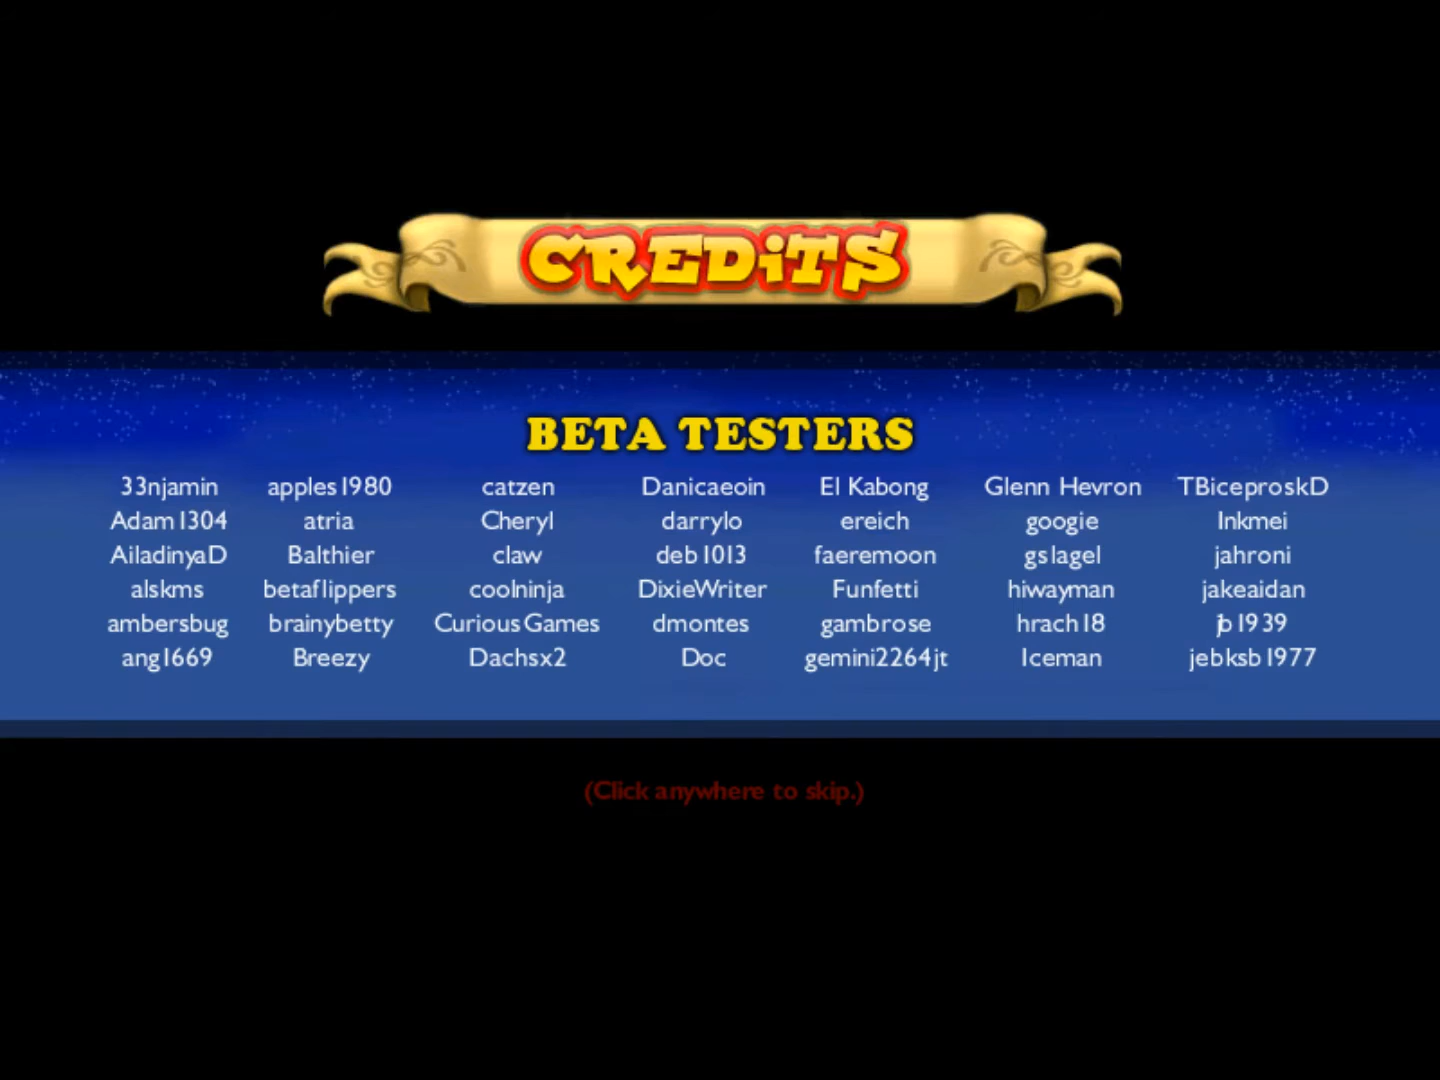 CREDiTS
BETA TESTERS
33njamin apples1980 catzen Danicaeoin El Kabong Glenn Hevron TBiceproskD
Adam1304 atria Cheryl darrylo ereich googie Inkmei
AiladinyaD Balthier claw deb1013 faeremoon gslagel jahroni
alskms betaflippers coolninja DixieWriter Funfetti hiwayman jakeaidan
ambersbug brainybetty Curious Games dmontes gambrose hrach18 jb1939
ang1669 Breezy Dachsx2 Doc gemini2264jt Iceman jebksb1977
(Click anywhere to skip.)